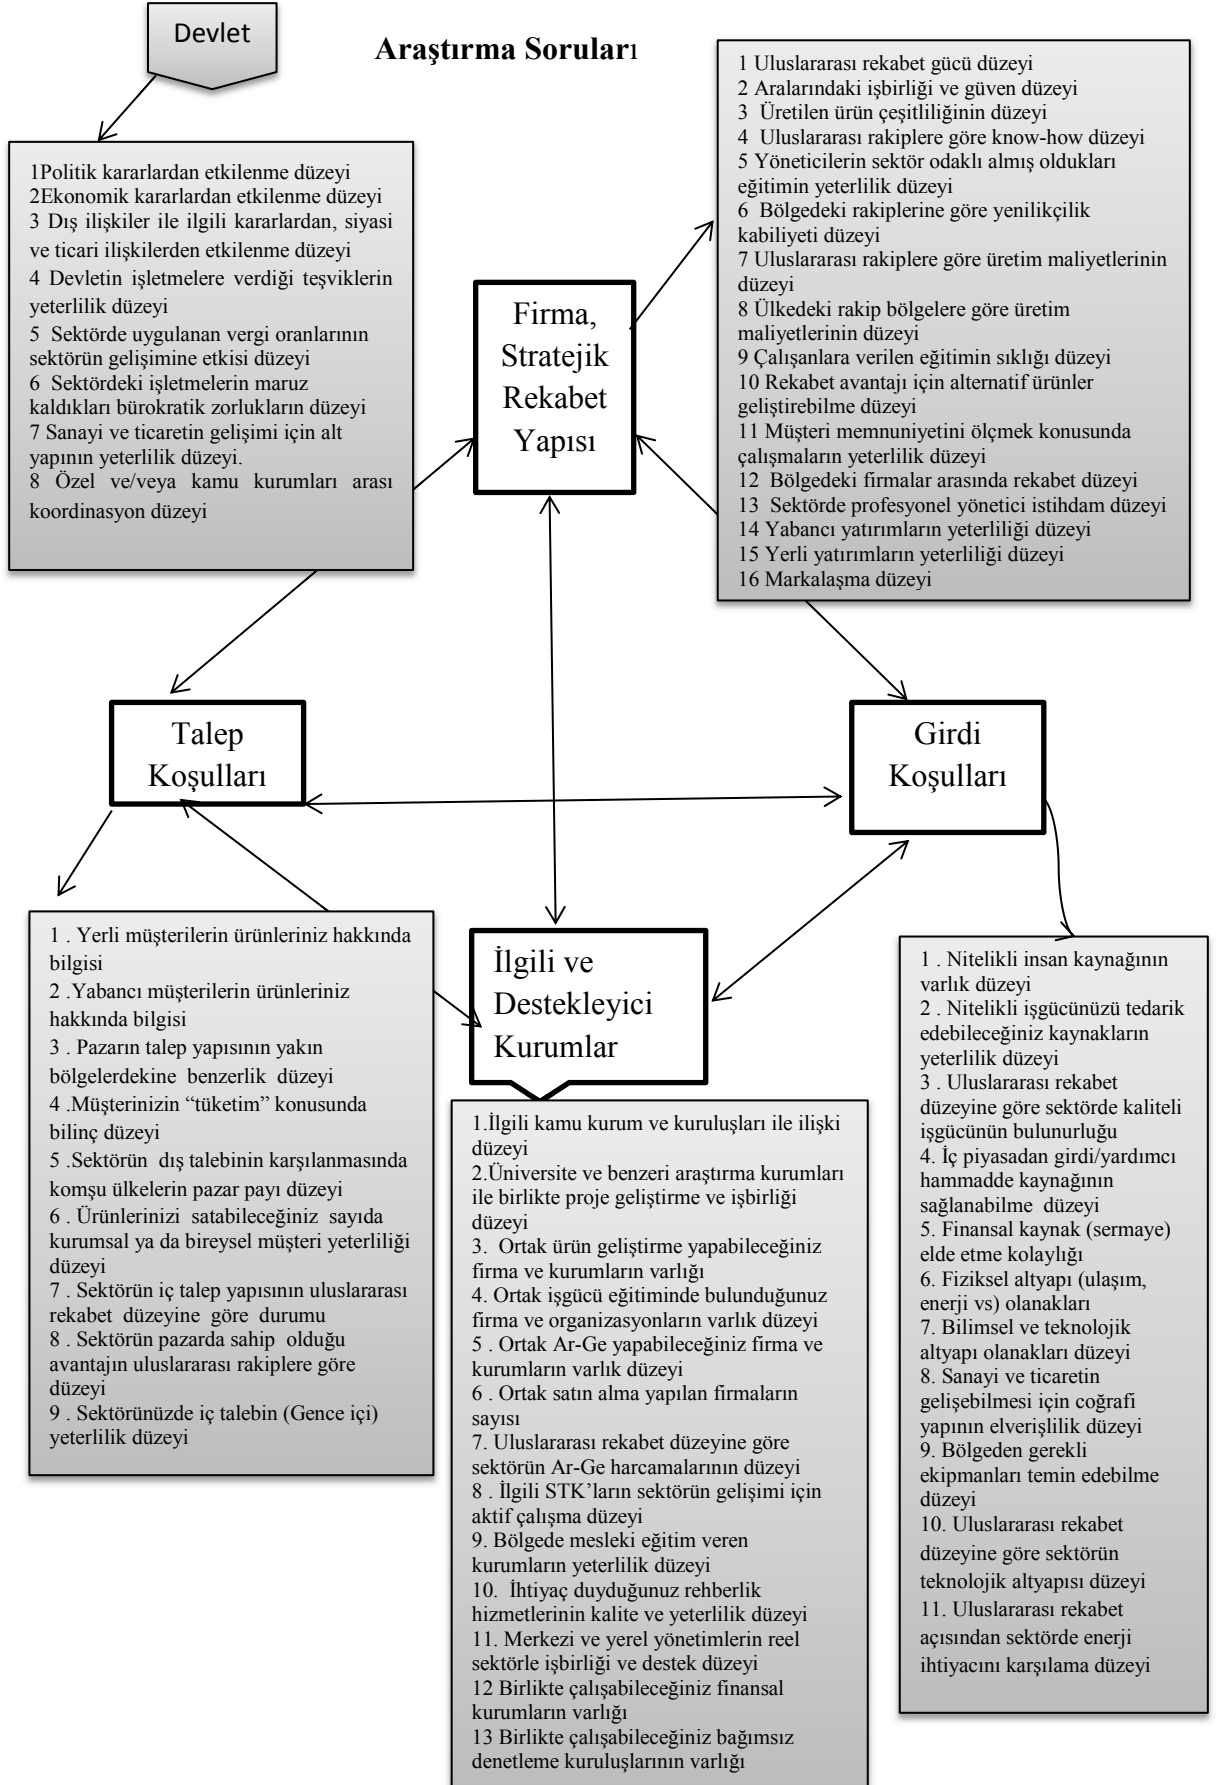 Devlet
Araştırma Soruları
1Politik kararlardan etkilenme düzeyi
2Ekonomik kararlardan etkilenme düzeyi
3 Dış ilişkiler ile ilgili kararlardan, siyasi
ve ticari ilişkilerden etkilenme düzeyi
4 Devletin işletmelere verdiği teşviklerin
yeterlilik düzeyi
5 Sektörde uygulanan vergi oranlarının
sektörün gelişimine etkisi düzeyi
6 Sektördeki işletmelerin maruz
kaldıkları bürokratik zorlukların düzeyi
7 Sanayi ve ticaretin gelişimi için alt
yapının yeterlilik düzeyi.
8 Özel ve/veya kamu kurumları arası
koordinasyon düzeyi
Firma,
Stratejik
Rekabet
Yapısı
1 Uluslararası rekabet gücü düzeyi
2 Aralarındaki işbirliği ve güven düzeyi
3 Üretilen ürün çeşitliliğinin düzeyi
4 Uluslararası rakiplere göre know-how düzeyi
5 Yöneticilerin sektör odaklı almış oldukları
eğitimin yeterlilik düzeyi
6 Bölgedeki rakiplerine göre yenilikçilik
kabiliyeti düzeyi
7 Uluslararası rakiplere göre üretim maliyetlerinin
düzeyi
8 Ülkedeki rakip bölgelere göre üretim
maliyetlerinin düzeyi
9 Çalışanlara verilen eğitimin sıklığı düzeyi
10 Rekabet avantajı için alternatif ürünler
geliştirebilme düzeyi
11 Müşteri memnuniyetini ölçmek konusunda
çalışmaların yeterlilik düzeyi
12 Bölgedeki firmalar arasında rekabet düzeyi
13 Sektörde profesyonel yönetici istihdam düzeyi
14 Yabancı yatırımların yeterliliği düzeyi
15 Yerli yatırımların yeterliliği düzeyi
16 Markalaşma düzeyi
Talep
Koşulları
Girdi
Koşulları
1 . Yerli müşterilerin ürünleriniz hakkında
bilgisi
2 .Yabancı müşterilerin ürünleriniz
hakkında bilgisi
3 . Pazarın talep yapısının yakın
bölgelerdekine benzerlik düzeyi
4 .Müşterinizin “tüketim” konusunda
bilinç düzeyi
5 .Sektörün dış talebinin karşılanmasında
komşu ülkelerin pazar payı düzeyi
6 . Ürünlerinizi satabileceğiniz sayıda
kurumsal ya da bireysel müşteri yeterliliği
düzeyi
7 . Sektörün iç talep yapısının uluslararası
rekabet düzeyine göre durumu
8 . Sektörün pazarda sahip olduğu
avantajın uluslararası rakiplere göre
düzeyi
9 . Sektörünüzde iç talebin (Gence içi)
yeterlilik düzeyi
İlgili ve
Destekleyici
Kurumlar
1.İlgili kamu kurum ve kuruluşları ile ilişki
düzeyi
2.Üniversite ve benzeri araştırma kurumları
ile birlikte proje geliştirme ve işbirliği
düzeyi
3. Ortak ürün geliştirme yapabileceğiniz
firma ve kurumların varlığı
4. Ortak işgücü eğitiminde bulunduğunuz
firma ve organizasyonların varlık düzeyi
5 . Ortak Ar-Ge yapabileceğiniz firma ve
kurumların varlık düzeyi
6 . Ortak satın alma yapılan firmaların
sayısı
7. Uluslararası rekabet düzeyine göre
sektörün Ar-Ge harcamalarının düzeyi
8 . İlgili STK’ların sektörün gelişimi için
aktif çalışma düzeyi
9. Bölgede mesleki eğitim veren
kurumların yeterlilik düzeyi
10. İhtiyaç duyduğunuz rehberlik
hizmetlerinin kalite ve yeterlilik düzeyi
11. Merkezi ve yerel yönetimlerin reel
sektörle işbirliği ve destek düzeyi
12 Birlikte çalışabileceğiniz finansal
kurumların varlığı
13 Birlikte çalışabileceğiniz bağımsız
denetleme kuruluşlarının varlığı
1 . Nitelikli insan kaynağının
varlık düzeyi
2 . Nitelikli işgücünüzü tedarik
edebileceğiniz kaynakların
yeterlilik düzeyi
3 . Uluslararası rekabet
düzeyine göre sektörde kaliteli
işgücünün bulunurluğu
4. İç piyasadan girdi/yardımcı
hammadde kaynağının
sağlanabilme düzeyi
5. Finansal kaynak (sermaye)
elde etme kolaylığı
6. Fiziksel altyapı (ulaşım,
enerji vs) olanakları
7. Bilimsel ve teknolojik
altyapı olanakları düzeyi
8. Sanayi ve ticaretin
gelişebilmesi için coğrafi
yapının elverişlilik düzeyi
9. Bölgeden gerekli
ekipmanları temin edebilme
düzeyi
10. Uluslararası rekabet
düzeyine göre sektörün
teknolojik altyapısı düzeyi
11. Uluslararası rekabet
açısından sektörde enerji
ihtiyacını karşılama düzeyi